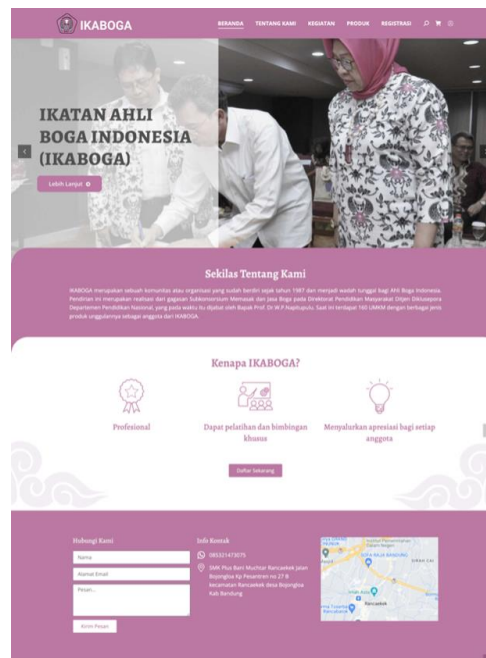 IKABOGA
BERANDA TENTANG KAMI KEGIATAN PRODUK REGISTRASI
IKATAN AHLI
BOGA INDONESIA
(IKABOGA)
Lebih Lanjut
Sekilas Tentang Kami
IKABOGA merupakan sebuah komunitas atau organisasi yang sudah berdiri sejak tahun 1987 dan menjadi wadah tunggal bagi Ahli Boga Indonesia.
Pendirian ini merupakan realisasi dari gagasan Subkonsorsium Memasak dan Jasa Boga pada Direktorat Pendidikan Masyarakat Ditjen Diklusepora
Departemen Pendidikan Nasional, yang pada waktu itu dijabat oleh Bapak Prof. Dr.W.P.Napitupulu. Saat ini terdapat 160 UMKM dengan berbagai jenis
produk unggulannya sebagai anggota dari IKABOGA.
Kenapa IKABOGA?
Profesional
Dapat pelatihan dan bimbingan
khusus
Menyalurkan apresiasi bagi setiap
anggota
Daftar Sekarang
Hubungi Kami
Nama
Alamat Email
Pesan...
Kirim Pesan
Info Kontak
085321473075
SMK Plus Bani Muchtar Rancaekek Jalan
Bojongloa Kp Pesantren no 27 B
kecamatan Rancaekek desa Bojongloa
Kab Bandung
Rancaekek